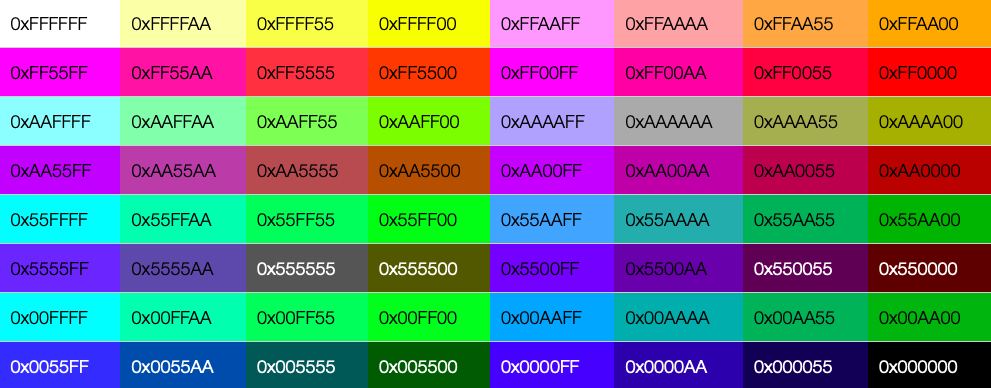 0xFFFFFF 0xFFFFAA 0xFFFF55 0xFFFF00 0xFFAAFF 0xFFAAAA 0xFFAA55 0xFFAA00
0xFF55FF 0xFF55AA 0xFF5555 0xFF5500 0xFF00FF 0xFF00AA 0xFF0055 0xFF0000
0xAAFFFF 0xAAFFAA 0xAAFF55 0xAAFF00 0xAAAAFF 0xAAAAAA 0xAAAA55 0xAAAA00
0xAA55FF 0xAA55AA 0xAA5555 0xAA5500 0xAA00FF 0xAA00AA 0xAA0055 0xAA0000
0x55FFFF 0x55FFAA 0x55FF55 0x55FF00 0x55AAFF 0x55AAAA 0x55AA55 0x55AA00
0x5555FF 0x5555AA 0x555555 0x555500 0x5500FF 0x5500AA 0x550055 0x550000
0x00FFFF 0x00FFAA 0x00FF55 0x00FF00 0x00AAFF 0x00AAAA 0x00AA55 0x00AA00
0x0055FF 0x0055AA 0x005555 0x005500 0x0000FF 0x0000AA 0x000055 0x000000